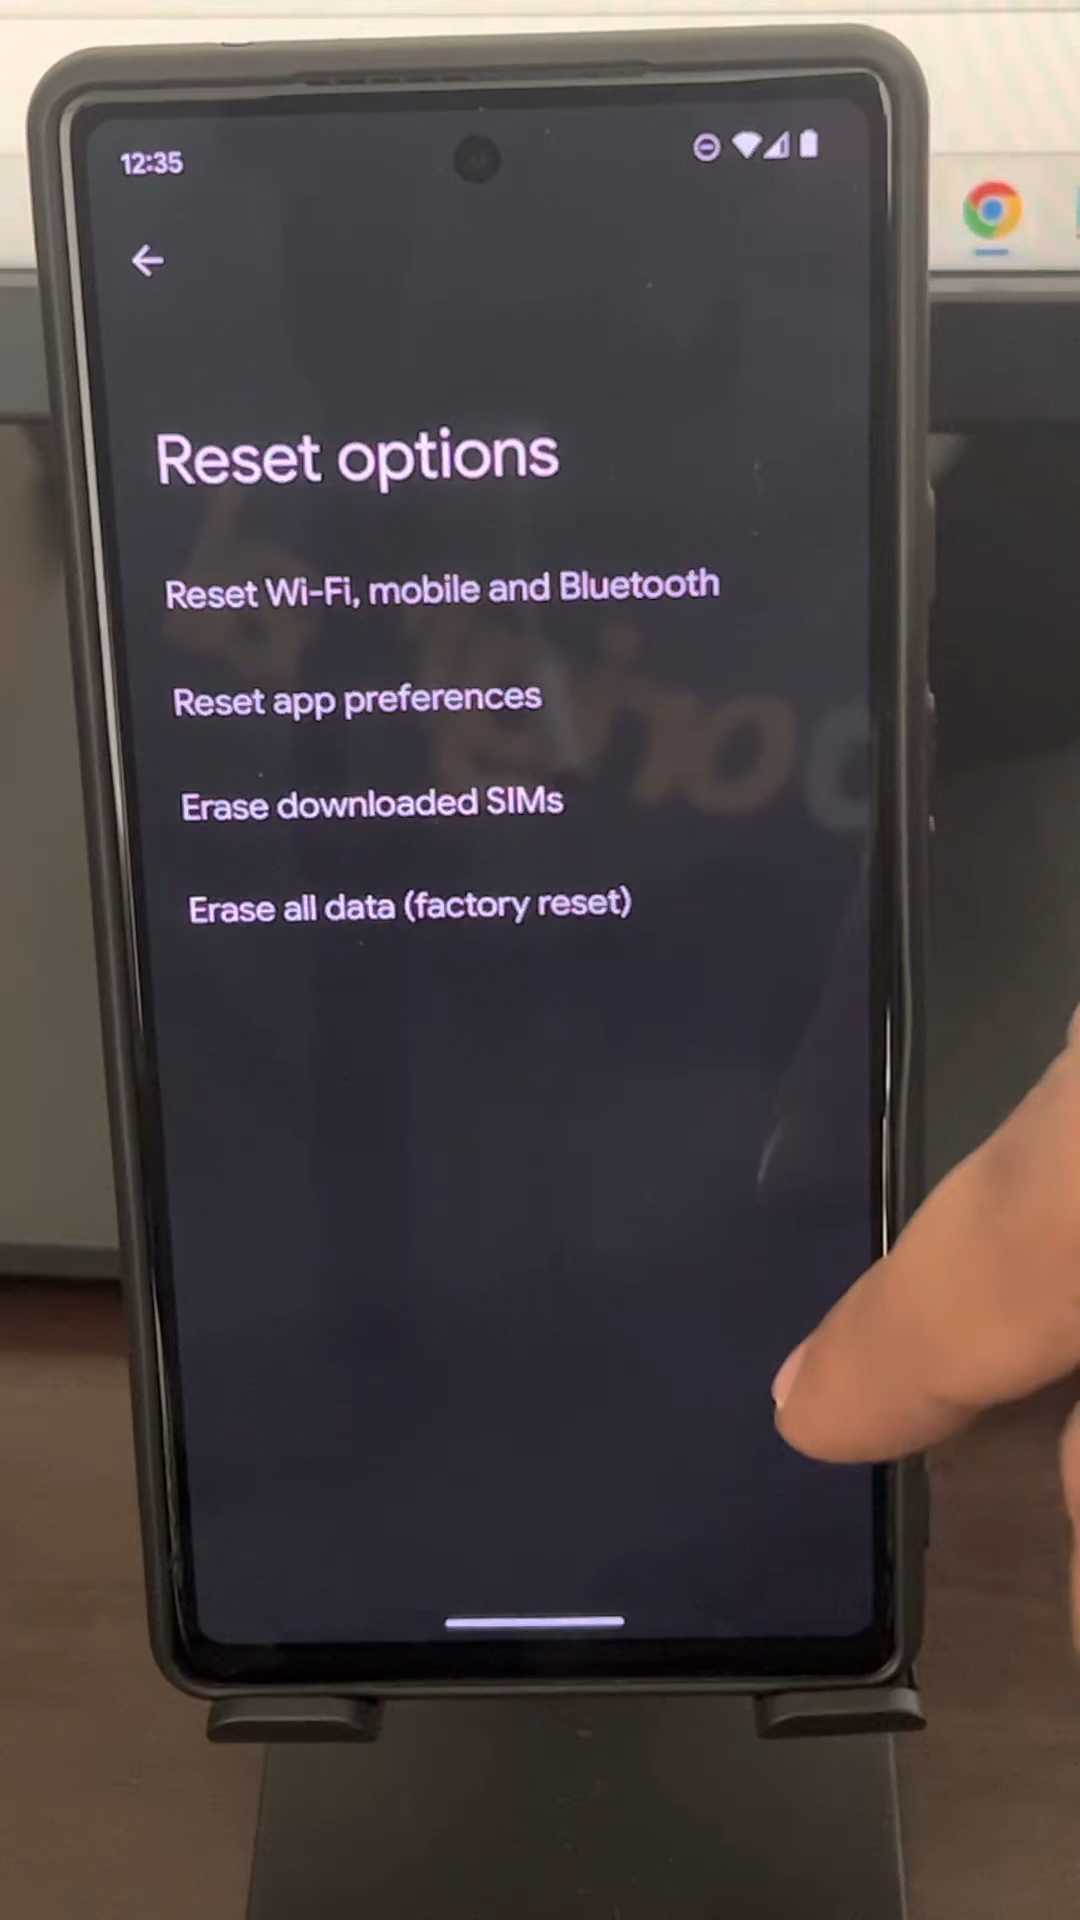 12:35
Reset options
Reset Wi-Fi, mobile and Bluetooth
Reset app preferences
Erase downloaded SIMs
Erase all data (factory reset)